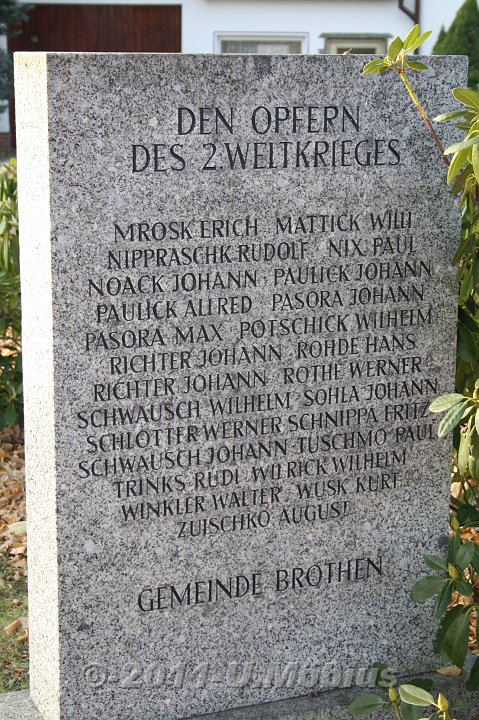 DEN OPFERN
DES 2.WELTKRIEGES
MROSK ERICH MATTICK WILLI
NIPPRASCHK RUDOLF NIX PAUL
NOACK JOHANN PAULICK JOHANN
PAULICK ALFRED PASORA JOHANN
PASORA MAX POTSCHICK WILHELM
RICHTER JOHANN ROHDE HANS
RICHTER JOHANN ROTHE WERNER
SCHWAUSCH WILHELM SOHLA JOHANN
SCHLOTTER WERNER SCHNIPPA FRITZ
SCHWAUSCH JOHANN TUSCHMO PAUL
TRINKS RUDI WILRICK WILHELM
WINKLER WALTER WUSK KURT
ZUISCHKO AUGUST
GEMEINDE BROTHEN
© 2011 U.Möbius